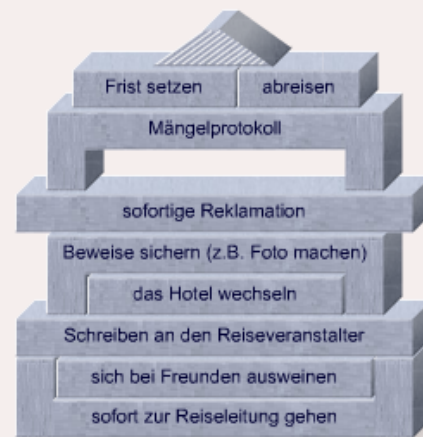 Frist setzen abreisen
Mängelprotokoll
sofortige Reklamation
Beweise sichern (z.B. Foto machen)
das Hotel wechseln
Schreiben an den Reiseveranstalter
sich bei Freunden ausweinen
sofort zur Reiseleitung gehen